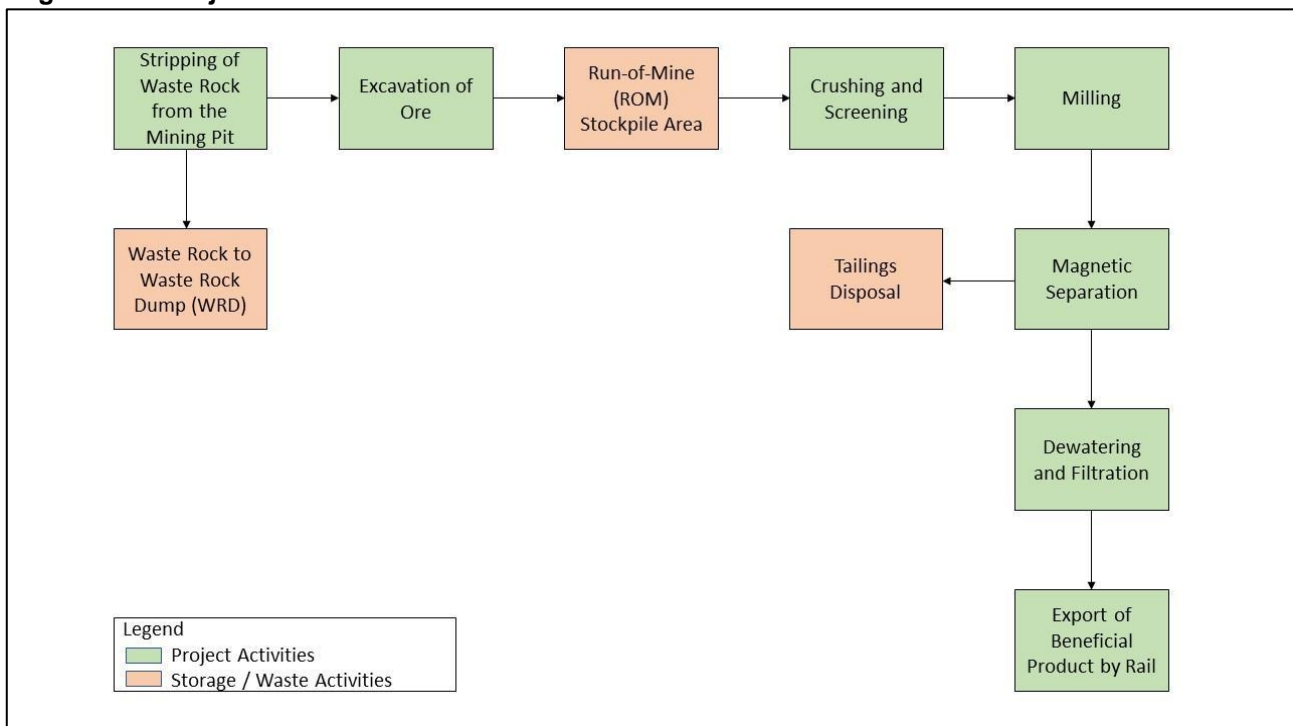 Stripping of
Waste Rock
from the
Mining Pit
Excavation of
Ore
Run-of-Mine
(ROM)
Stockpile Area
Crushing and
Screening
Milling
Waste Rock to
Waste Rock
Dump (WRD)
Tailings
Disposal
Magnetic
Separation
Dewatering
and Filtration
Export of
Beneficial
Product by Rail
Legend
Project Activities
Storage / Waste Activities